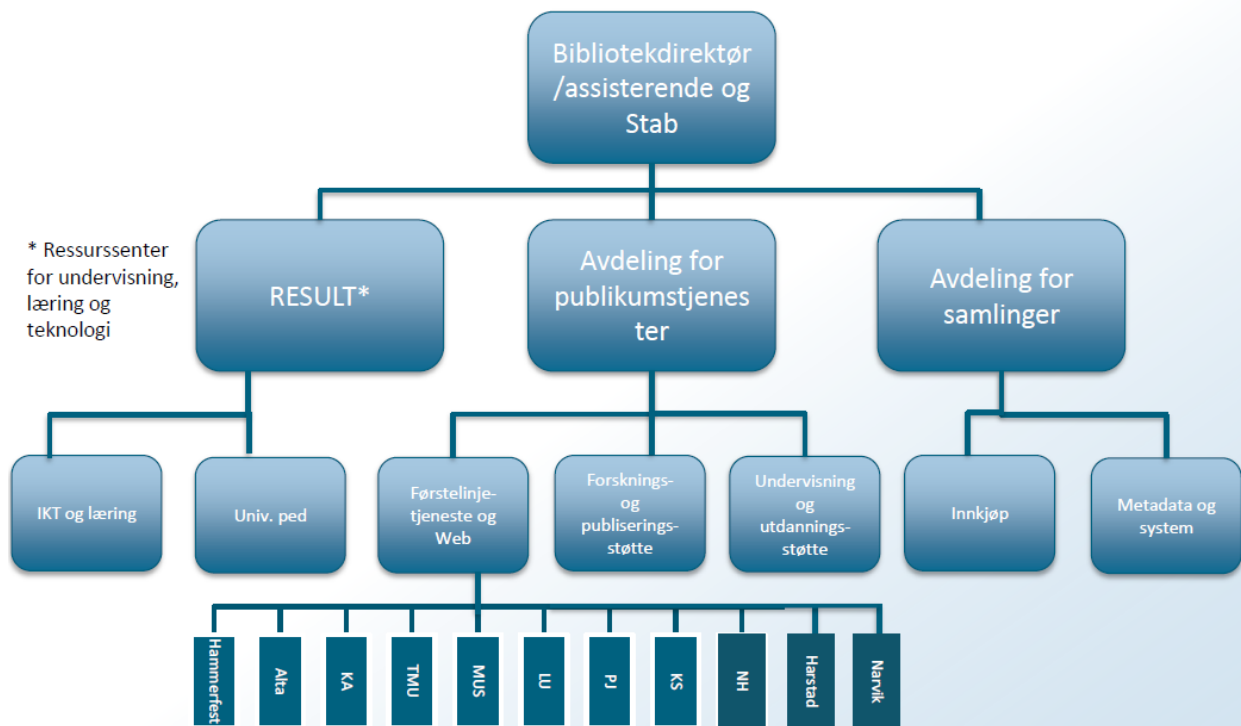 Bibliotekdirektør
/assisterende og
Stab
* Ressurssenter
for undervisning,
læring og
teknologi
RESULT*
Avdeling for
publikumstjenes
ter
Avdeling for
samlinger
IKT og læring
Univ. ped
Førstelinje-
tjeneste og
Web
Forsknings-
og
publiserings-
støtte
Undervisning
og
utdannings-
støtte
Innkjøp
Metadata og
system
Hammerfest
Alta
KA
TMU
MUS
LU
PJ
KS
NH
Harstad
Narvik